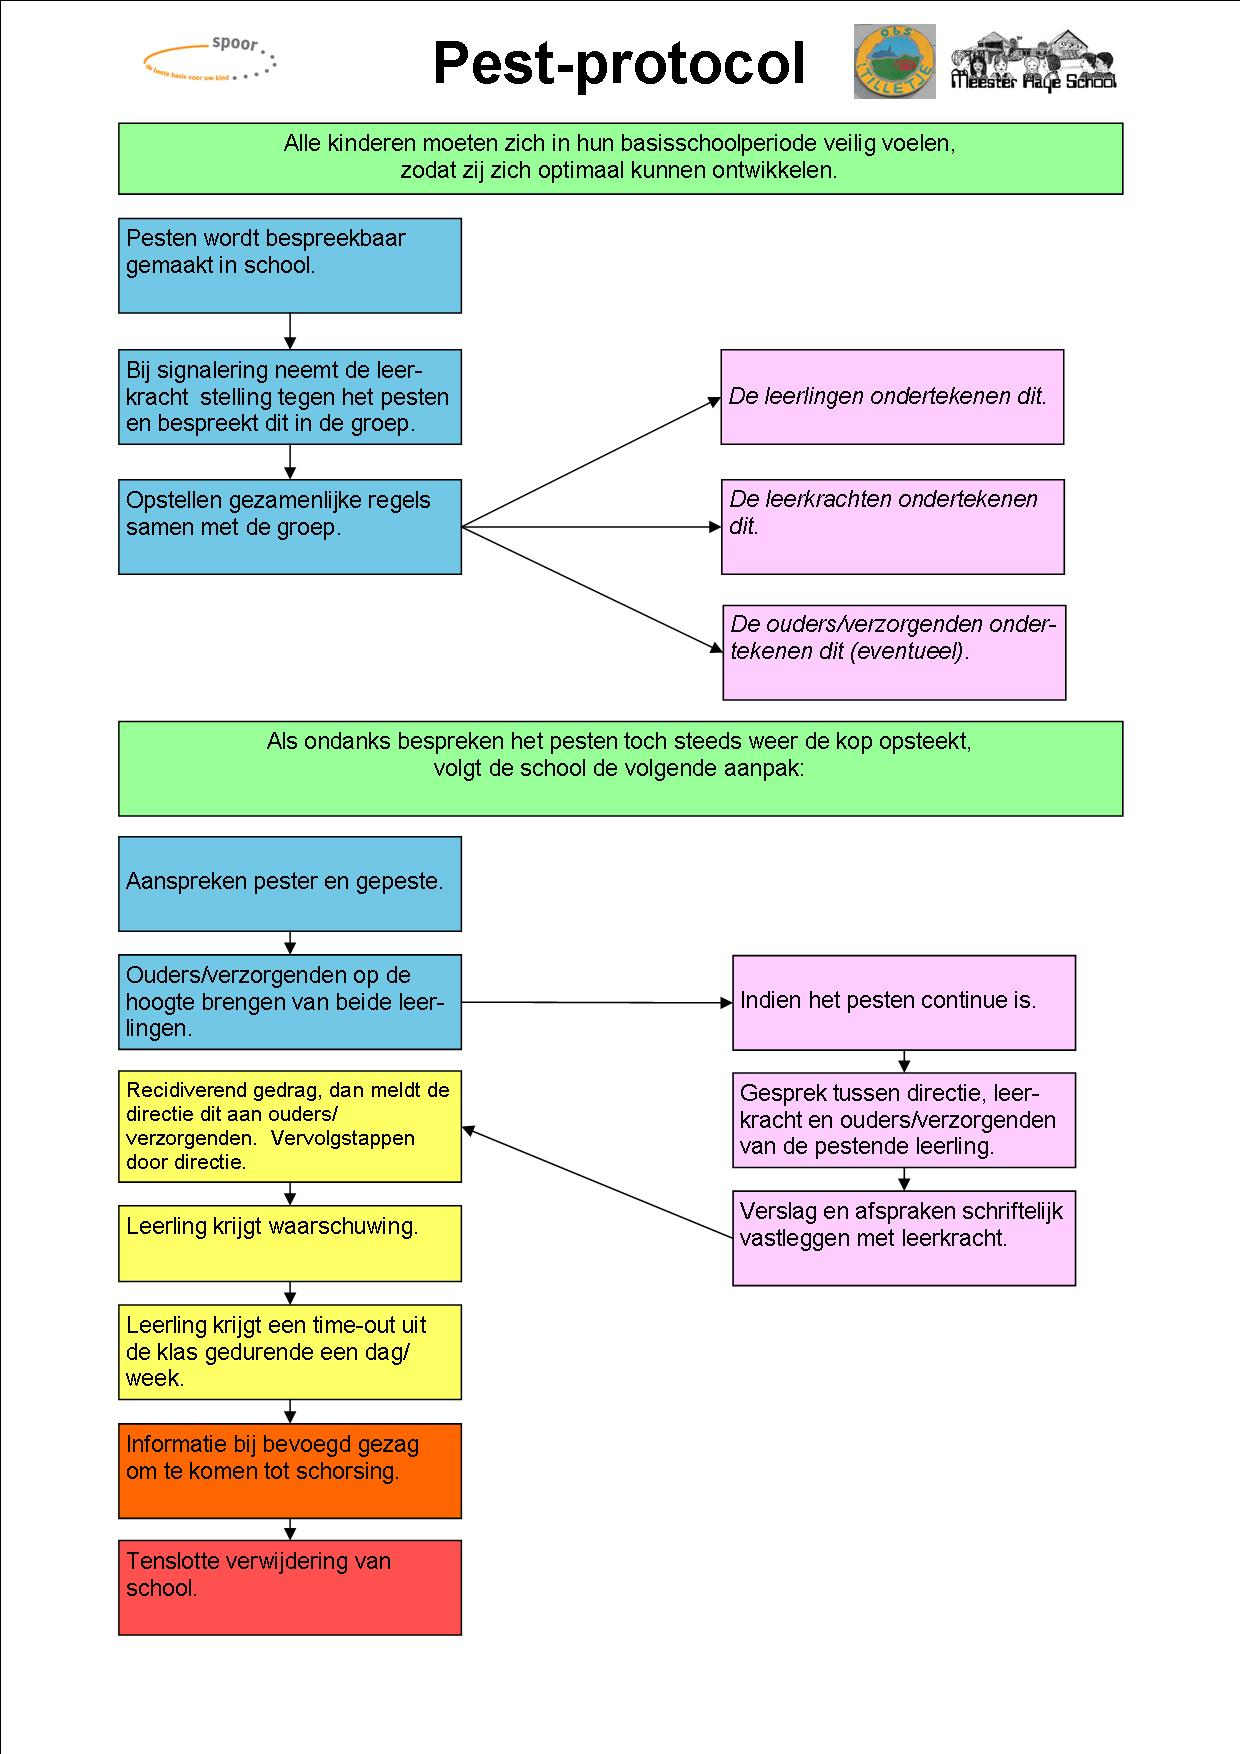 spoor
de beste basis voor uw kind
Pest-protocol
obs
TILLETJE
Meester Haye School
Alle kinderen moeten zich in hun basisschoolperiode veilig voelen,
zodat zij zich optimaal kunnen ontwikkelen.
Pesten wordt bespreekbaar
gemaakt in school.
Bij signalering neemt de leer-
kracht  stelling tegen het pesten
en bespreekt dit in de groep.
De leerlingen ondertekenen dit.
Opstellen gezamenlijke regels
samen met de groep.
De leerkrachten ondertekenen
dit.
De ouders/verzorgenden onder-
tekenen dit (eventueel).
Als ondanks bespreken het pesten toch steeds weer de kop opsteekt,
volgt de school de volgende aanpak:
Aanspreken pester en gepeste.
Ouders/verzorgenden op de
hoogte brengen van beide leer-
lingen.
Indien het pesten continue is.
Gesprek tussen directie, leer-
kracht en ouders/verzorgenden
van de pestende leerling.
Verslag en afspraken schriftelijk
vastleggen met leerkracht.
Recidiverend gedrag, dan meldt de
directie dit aan ouders/
verzorgenden.  Vervolgstappen
door directie.
Leerling krijgt waarschuwing.
Leerling krijgt een time-out uit
de klas gedurende een dag/
week.
Informatie bij bevoegd gezag
om te komen tot schorsing.
Tenslotte verwijdering van
school.